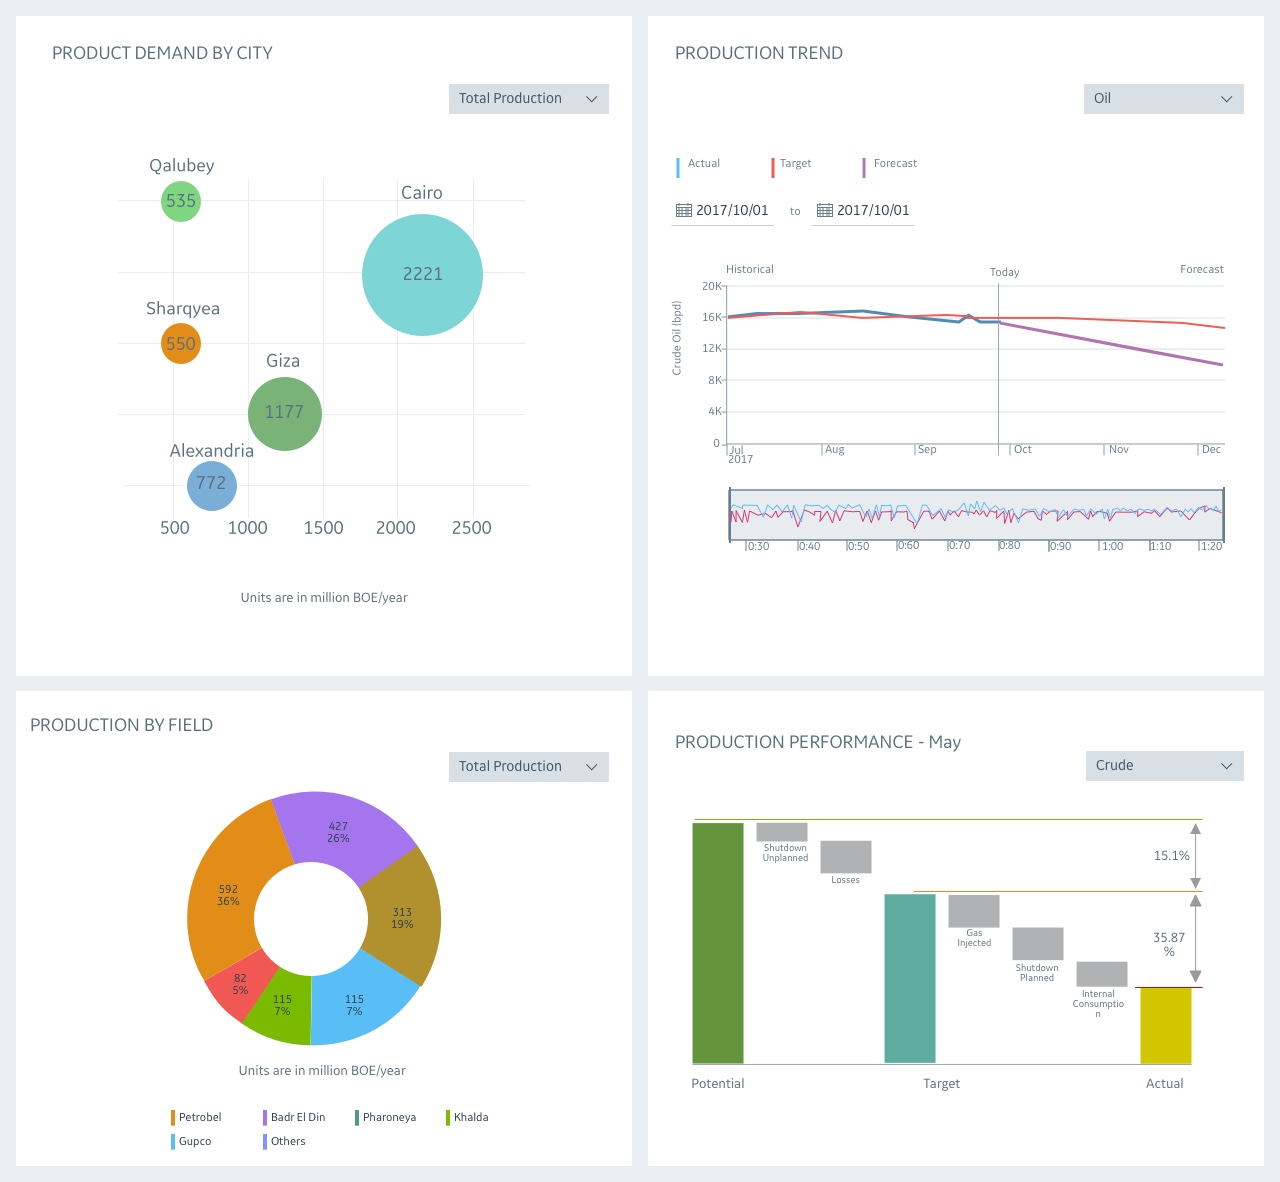 PRODUCT DEMAND BY CITY
Total Production
Qalubey
535
Cairo
2221
Sharqyea
550
Giza
1177
Alexandria
772
500 1000 1500 2000 2500
Units are in million BOE/year
PRODUCTION TREND
Oil
Actual Target Forecast
2017/10/01 to 2017/10/01
Historical Today Forecast
Crude Oil (bpd)
20K
16K
12K
8K
4K
0
Jul Aug Sep Oct Nov Dec
2017
0:30 0:40 0:50 0:60 0:70 0:80 0:90 1:00 1:10 1:20
PRODUCTION BY FIELD
Total Production
427
26%
592
36%
313
19%
82
5%
115
7%
115
7%
Units are in million BOE/year
Petrobel Badr El Din Pharoneya Khalda
Gupco Others
PRODUCTION PERFORMANCE - May
Crude
Shutdown
Unplanned
Losses
15.1%
Gas
Injected
Shutdown
Planned
Internal
Consumptio
n
35.87
%
Potential Target Actual